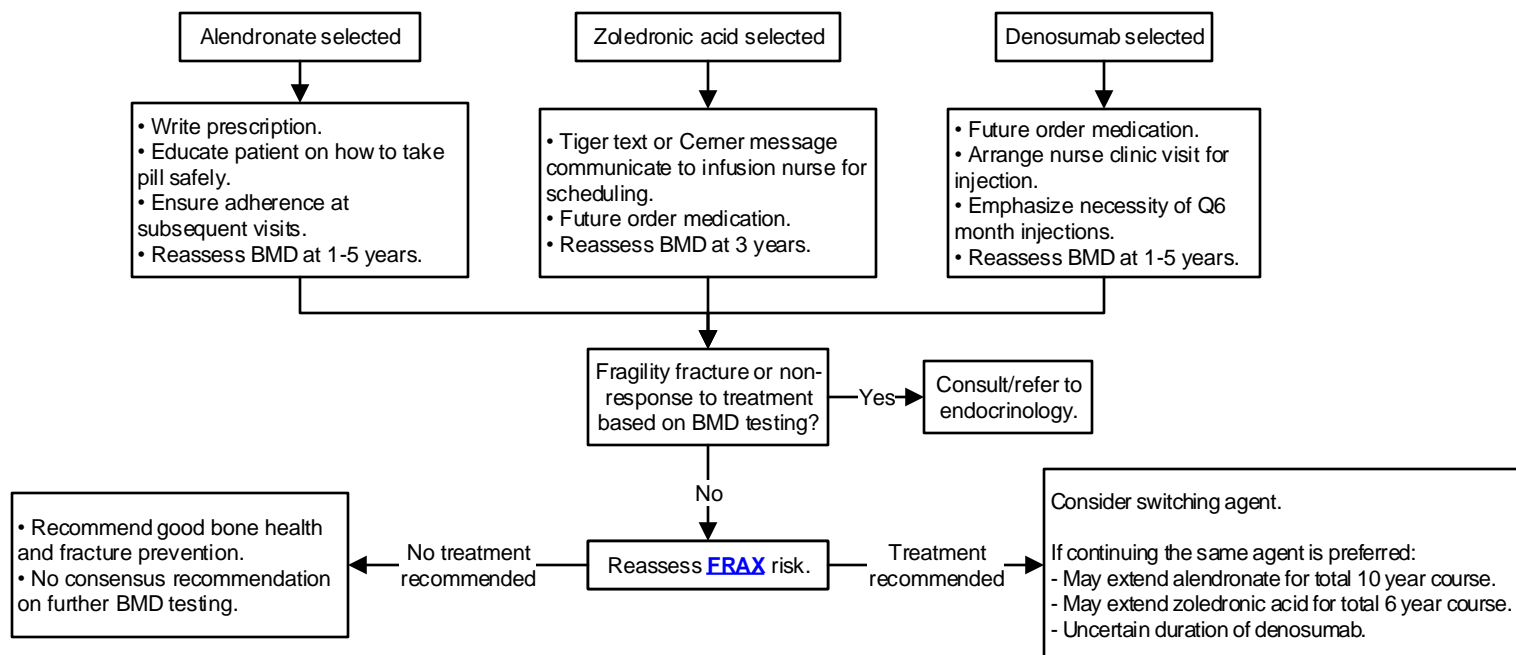 Alendronate selected
Zoledronic acid selected
Denosumab selected
• Write prescription.
• Educate patient on how to take
pill safely.
• Ensure adherence at
subsequent visits.
• Reassess BMD at 1-5 years.
• Tiger text or Cerner message
communicate to infusion nurse for
scheduling.
• Future order medication.
• Reassess BMD at 3 years.
• Future order medication.
• Arrange nurse clinic visit for
injection.
• Emphasize necessity of Q6
month injections.
• Reassess BMD at 1-5 years.
Fragility fracture or non-
response to treatment
based on BMD testing?
Yes
Consult/refer to
endocrinology.
No
• Recommend good bone health
and fracture prevention.
• No consensus recommendation
on further BMD testing.
No treatment
recommended
Reassess FRAX risk.
Treatment
recommended
Consider switching agent.
If continuing the same agent is preferred:
- May extend alendronate for total 10 year course.
- May extend zoledronic acid for total 6 year course.
- Uncertain duration of denosumab.